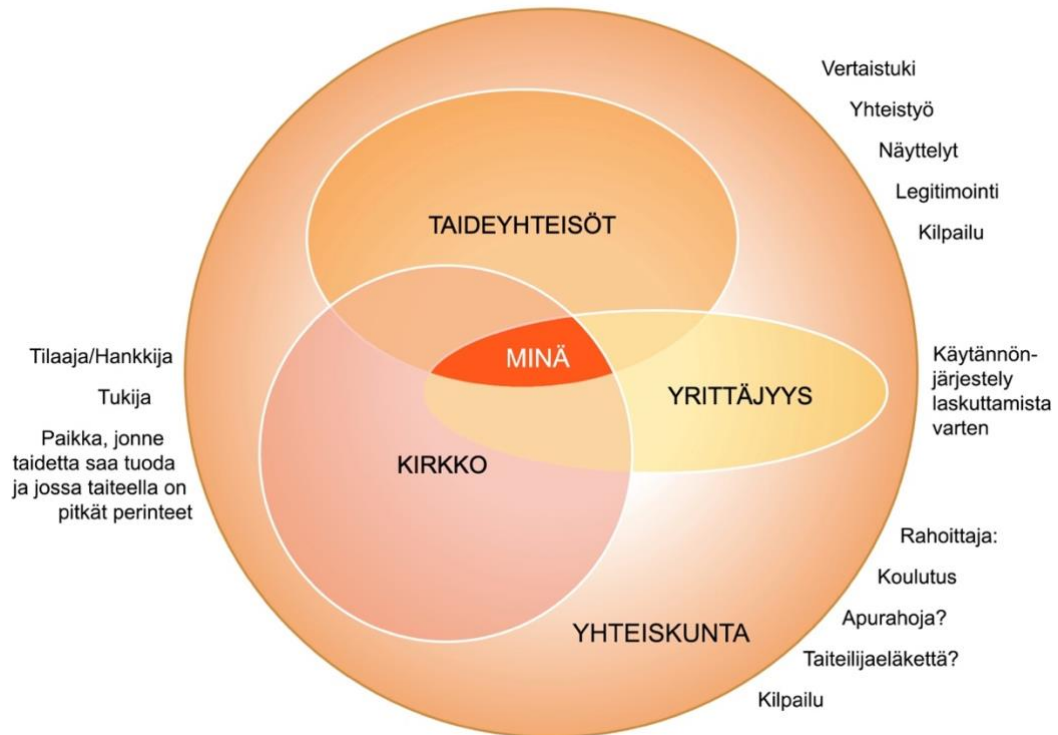 Vertaistuki
Yhteistyö
Näyttelyt
Legitimointi
Kilpailu
TAIDEYHTEISÖT
Tilaaja/Hankkija
Tukija
Paikka, jonne
taidetta saa tuoda
ja jossa taiteella on
pitkät perinteet
MINÄ
YRITTÄJYYS
Käytännön-
järjestely
laskuttamista
varten
KIRKKO
YHTEISKUNTA
Rahoittaja:
Koulutus
Apurahoja?
Taiteilijaeläkettä?
Kilpailu